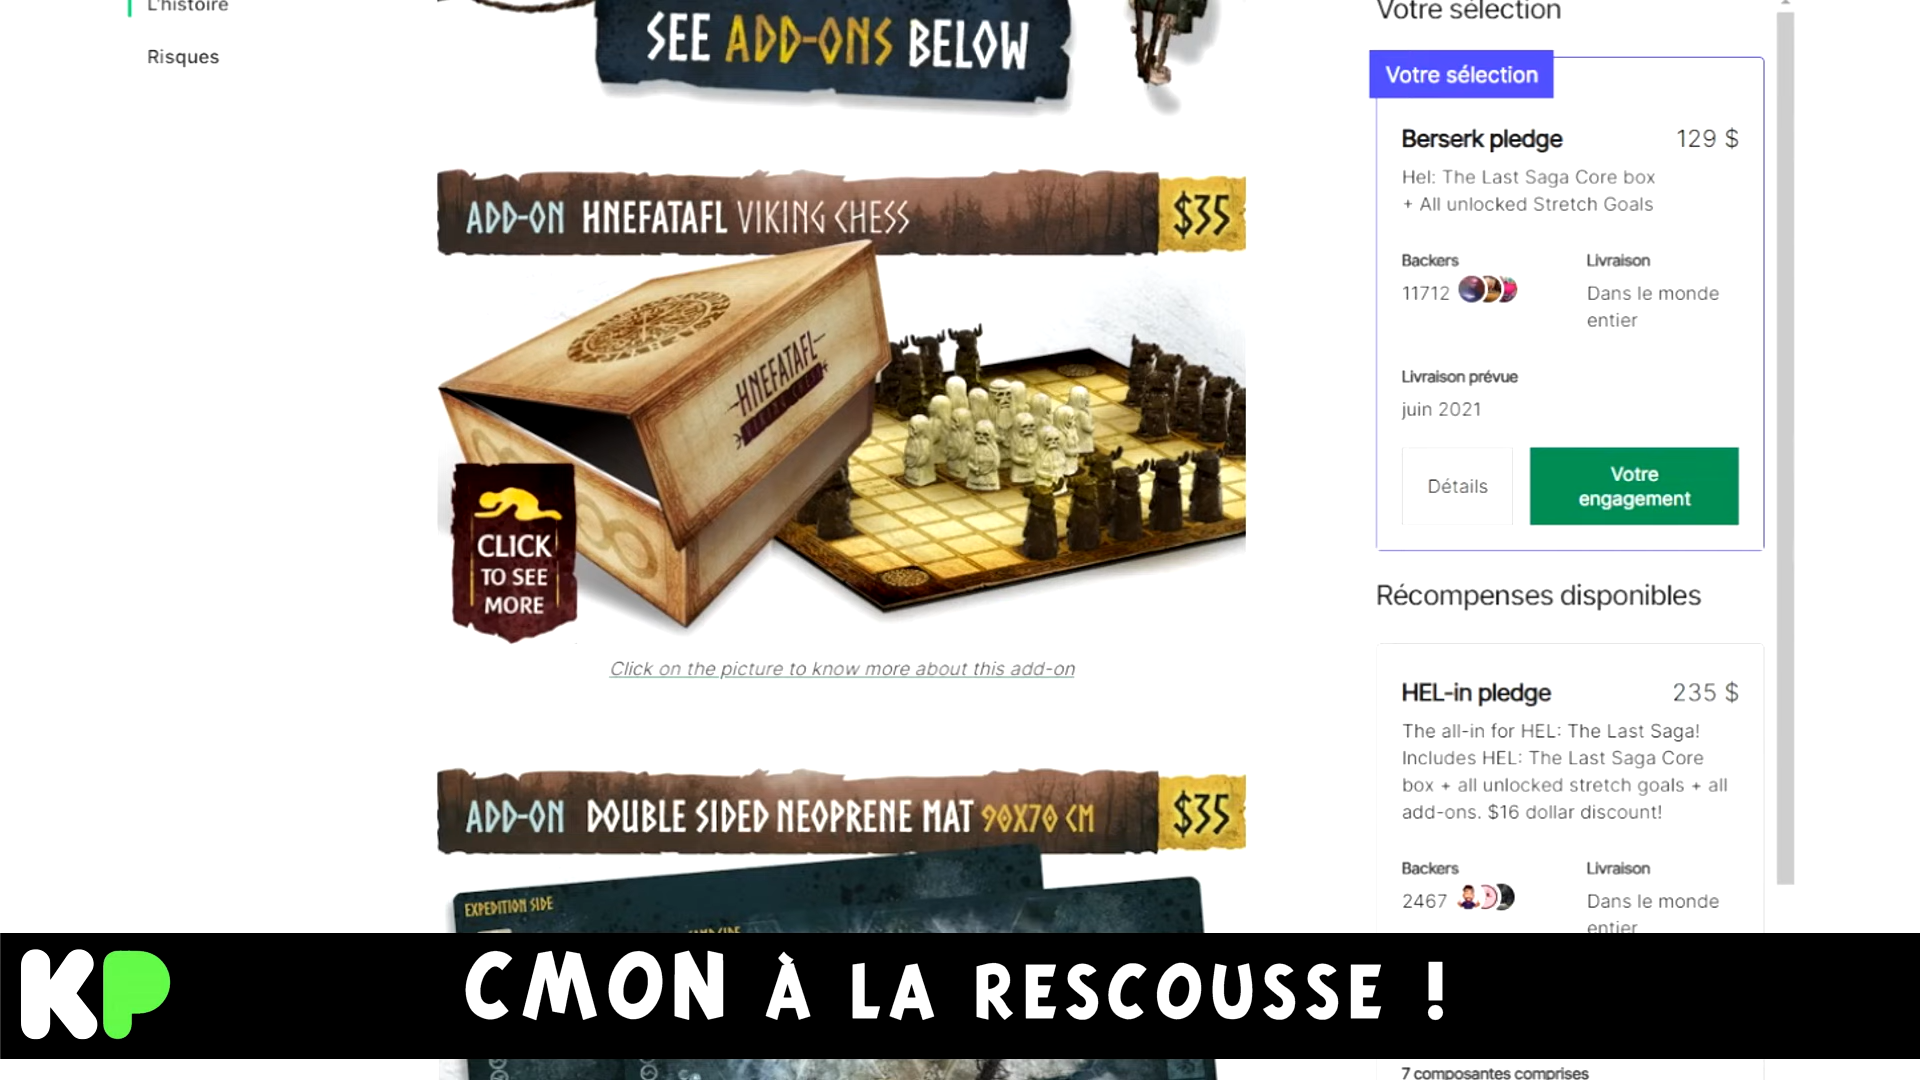 L'histoire
Risques
SEE ADD-ONS BELOW
ADD-ON HNEFATAFL VIKING CHESS $35
HNEFATAFL
CLICK
TO SEE
MORE
Click on the picture to know more about this add-on
ADD-ON DOUBLE SIDED NEOPRENE MAT 90X70 CM $35
EXPEDITION SIDE
Votre sélection
Votre sélection
Berserk pledge 129 $
Hel: The Last Saga Core box
+ All unlocked Stretch Goals
Backers Livraison
11712 Dans le monde
entier
Livraison prévue
juin 2021
Détails
Votre
engagement
Récompenses disponibles
HEL-in pledge 235 $
The all-in for HEL: The Last Saga!
Includes HEL: The Last Saga Core
box + all unlocked stretch goals + all
add-ons. $16 dollar discount!
Backers Livraison
2467 Dans le monde
entier
KP
CMON À LA RESCOUSSE !
7 composantes comprises